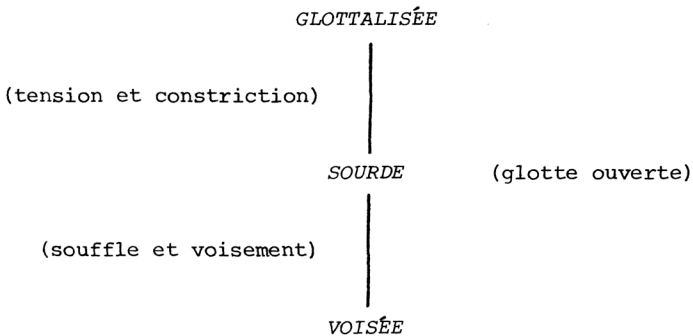 GLOTTALISÉE
(tension et constriction)
SOURDE (glotte ouverte)
(souffle et voisement)
VOISÉE